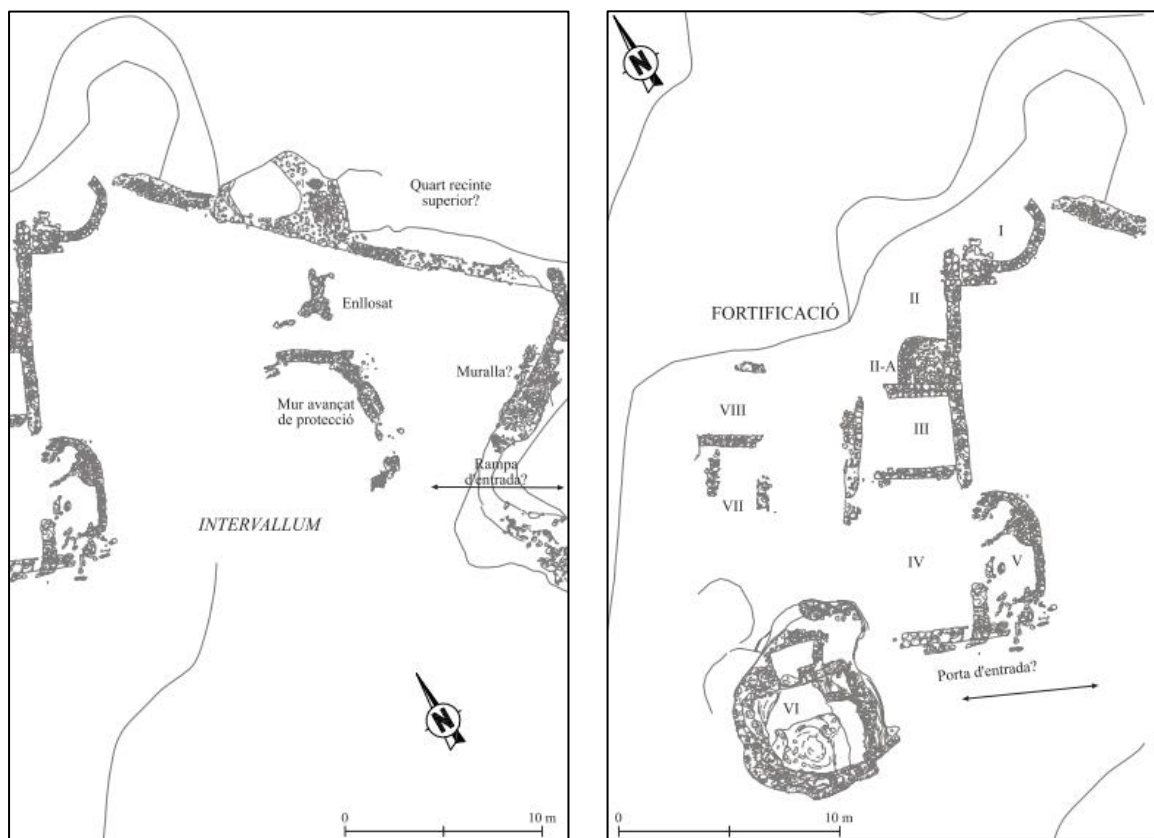 Quart recinte
superior?
Enllosat
Muralla?
Mur avançat
de protecció
Rampa
d'entrada?
INTERVALLUM
N
0
10 m
N
I
II
FORTIFICACIÓ
II-A
VIII
III
VII
IV
V
Porta d'entrada?
VI
0
10 m